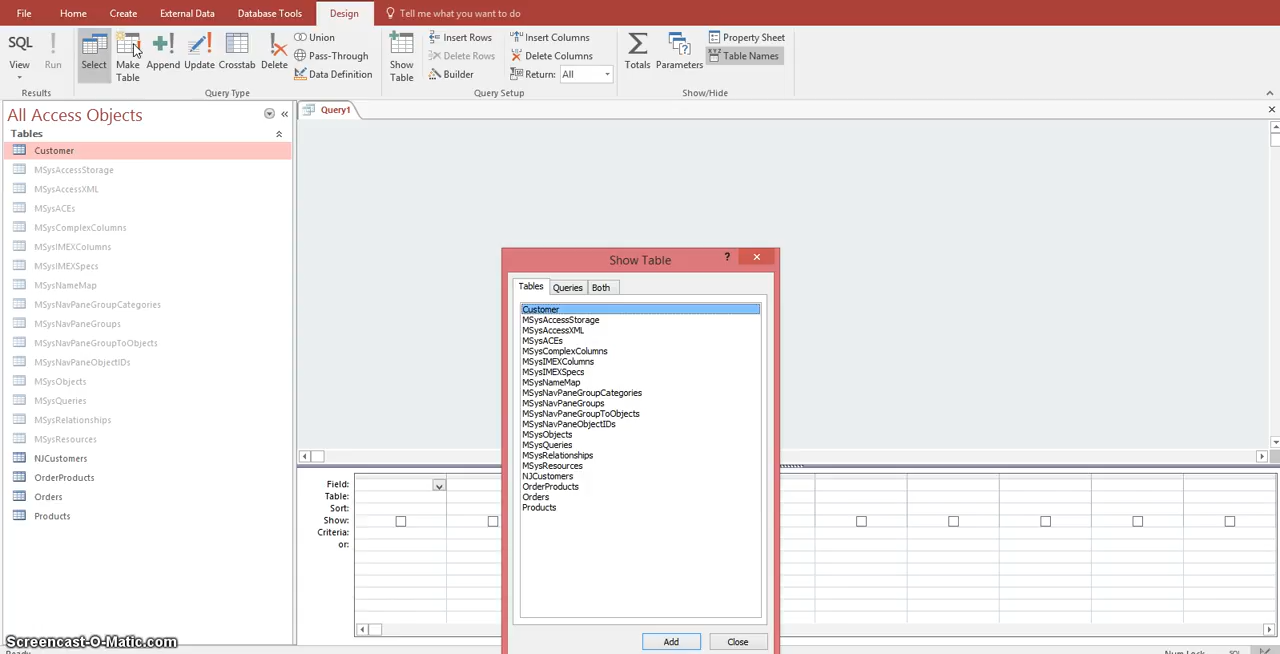 File Home Create External Data Database Tools Design Tell me what you want to do
SQL View Run
Results
Select Make Table Append Update Crosstab Delete
Union
Pass-Through
Data Definition
Query Type
Show Table
Insert Rows
Delete Rows
Builder
Insert Columns
Delete Columns
Return: All
Query Setup
Totals Parameters
Property Sheet
Table Names
Show/Hide
All Access Objects
Tables
Customer
MSysAccessStorage
MSysAccessXML
MSysACEs
MSysComplexColumns
MSysIMEXColumns
MSysIMEXSpecs
MSysNameMap
MSysNavPaneGroupCategories
MSysNavPaneGroups
MSysNavPaneGroupToObjects
MSysNavPaneObjectIDs
MSysObjects
MSysQueries
MSysRelationships
MSysResources
NJCustomers
OrderProducts
Orders
Products
Query1
Show Table ?
Tables Queries Both
Customer
MSysAccessStorage
MSysAccessXML
MSysACEs
MSysComplexColumns
MSysIMEXColumns
MSysIMEXSpecs
MSysNameMap
MSysNavPaneGroupCategories
MSysNavPaneGroups
MSysNavPaneGroupToObjects
MSysNavPaneObjectIDs
MSysObjects
MSysQueries
MSysRelationships
MSysResources
NJCustomers
OrderProducts
Orders
Products
Add Close
Field:
Table:
Sort:
Show:
Criteria:
or:
Screencast-O-Matic.com
Ready
Num Lock SQL